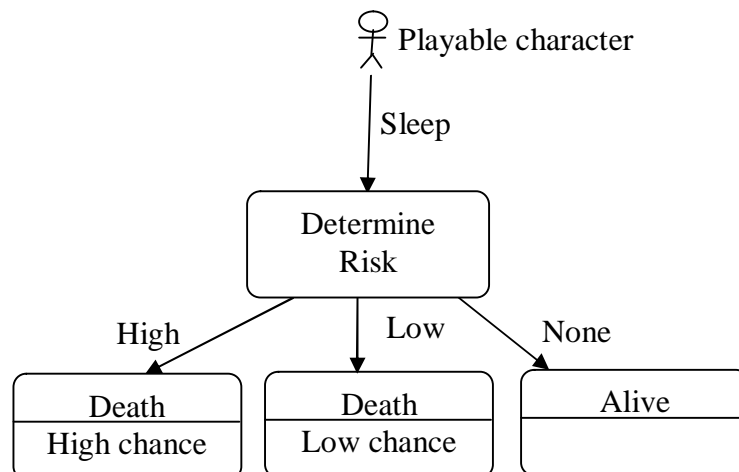 Playable character
Sleep
Determine
Risk
High
Low
None
Death
High chance
Death
Low chance
Alive